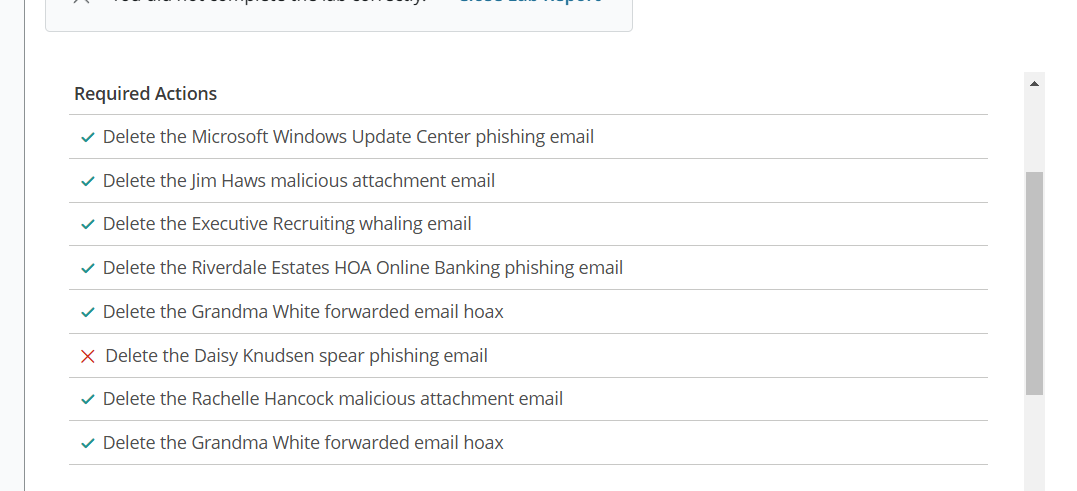 Required Actions
Delete the Microsoft Windows Update Center phishing email
Delete the Jim Haws malicious attachment email
Delete the Executive Recruiting whaling email
Delete the Riverdale Estates HOA Online Banking phishing email
Delete the Grandma White forwarded email hoax
Delete the Daisy Knudsen spear phishing email
Delete the Rachelle Hancock malicious attachment email
Delete the Grandma White forwarded email hoax